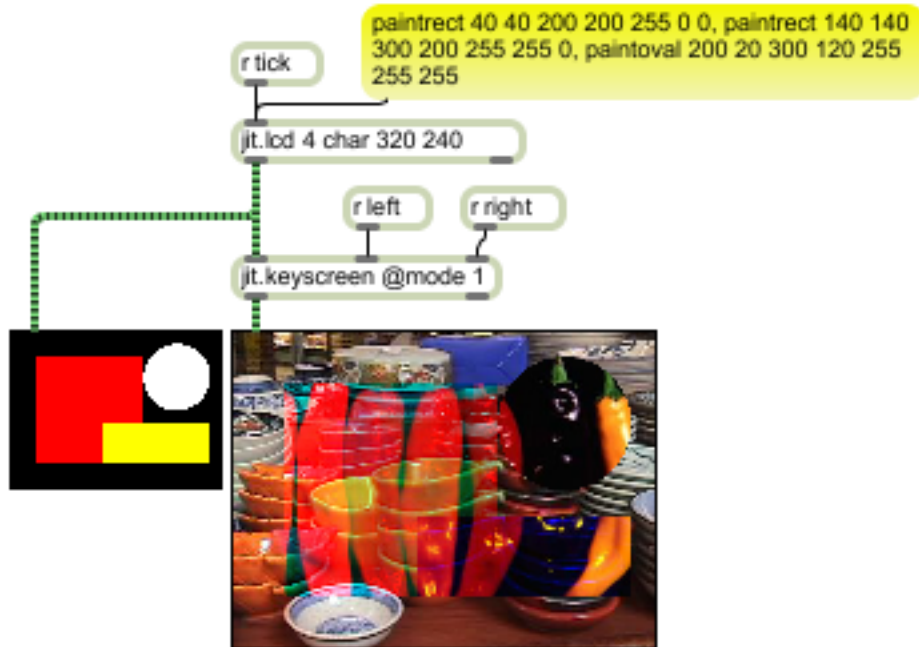 paintrect 40 40 200 200 255 0 0, paintrect 140 140
300 200 255 255 0, paintoval 200 20 300 120 255
255 255
r tick
jit.lcd 4 char 320 240
r left
r right
jit.keyscreen @mode 1